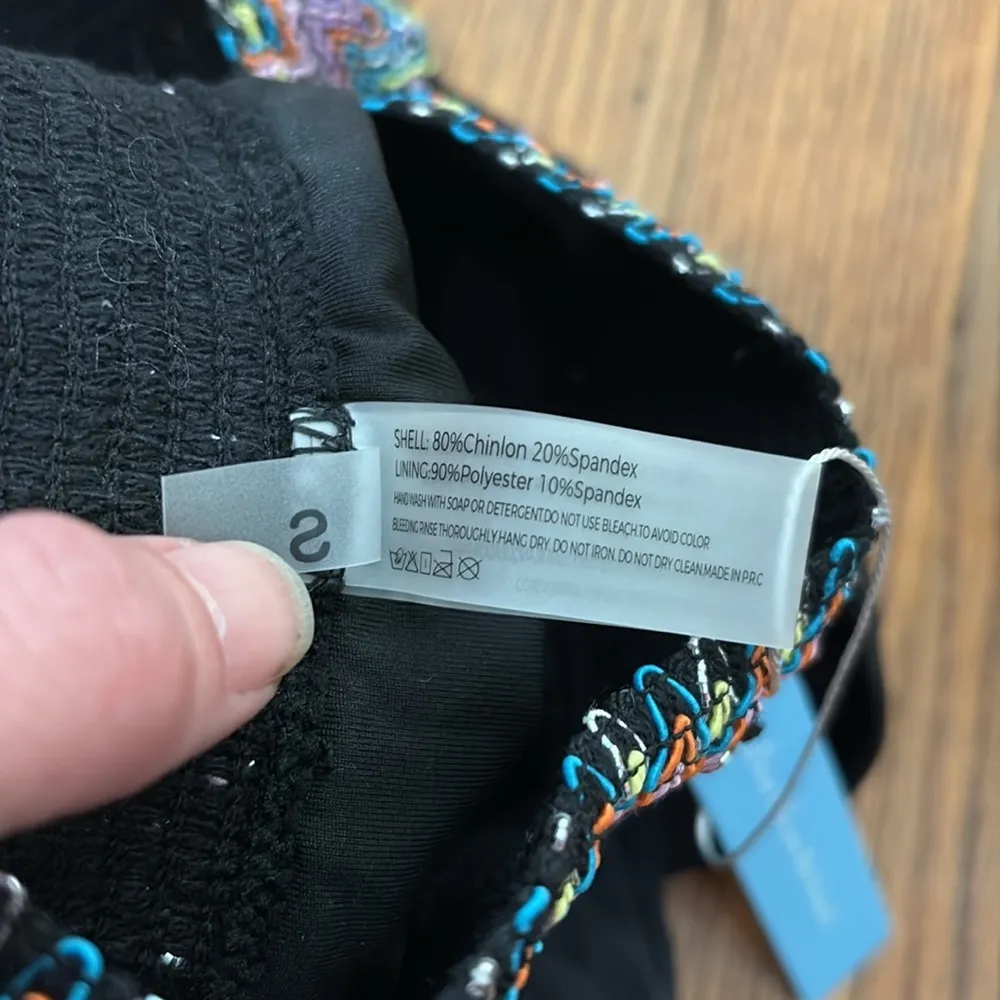 SHELL: 80%Chinlon 20%Spandex
LINING:90%Polyester 10%Spandex
HAND WASH WITH SOAP OR DETERGENT.DO NOT USE BLEACH.TO AVOID COLOR
BLEEDING RINSE THOROUGHLY.HANG DRY. DO NOT IRON. DO NOT DRY CLEAN.MADE IN P.R.C
S